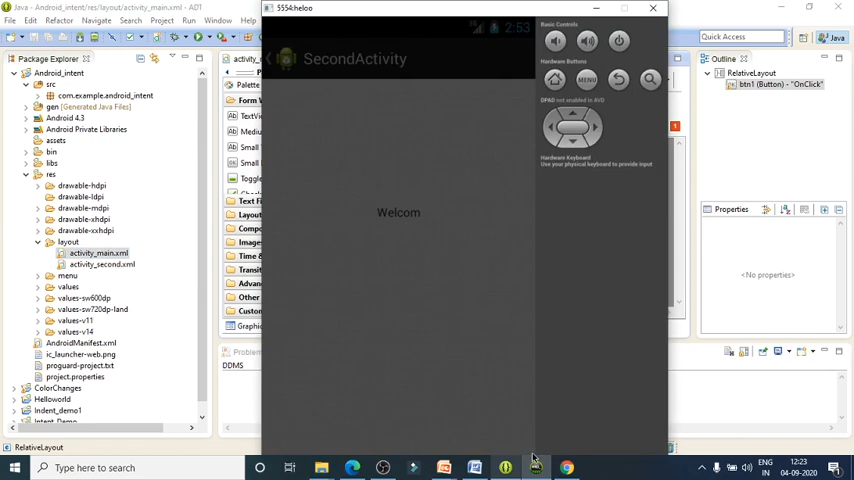 Java - Android_intent/res/layout/activity_main.xml - ADT
File Edit Refactor Navigate Search Project Run Window Help
Quick Access
Java
Package Explorer
Android_intent
src
com.example.android_intent
gen [Generated Java Files]
Android 4.3
Android Private Libraries
assets
bin
libs
res
drawable-hdpi
drawable-ldpi
drawable-mdpi
drawable-xhdpi
drawable-xxhdpi
layout
activity_main.xml
activity_second.xml
menu
values
values-sw600dp
values-sw720dp-land
values-v11
values-v14
AndroidManifest.xml
ic_launcher-web.png
proguard-project.txt
project.properties
ColorChanges
Helloworld
Indent_demo1
Intent_Demo
RelativeLayout
Palette
TextVi
Mediu
Small
Small
Toggle
Text Fi
Layout
Compo
Images
Time &
Transit
Advan
Other
Custon
Graphic
Problem
DDMS
5554:heloo
2:53
SecondActivity
Welcom
Basic Controls
Hardware Buttons
MENU
DPAD not enabled in AVD
Hardware Keyboard
Use your physical keyboard to provide input
1
Outline
RelativeLayout
btn1 (Button) - "OnClick"
Properties
<No properties>
Type here to search
ENG
IN
12:23
04-09-2020